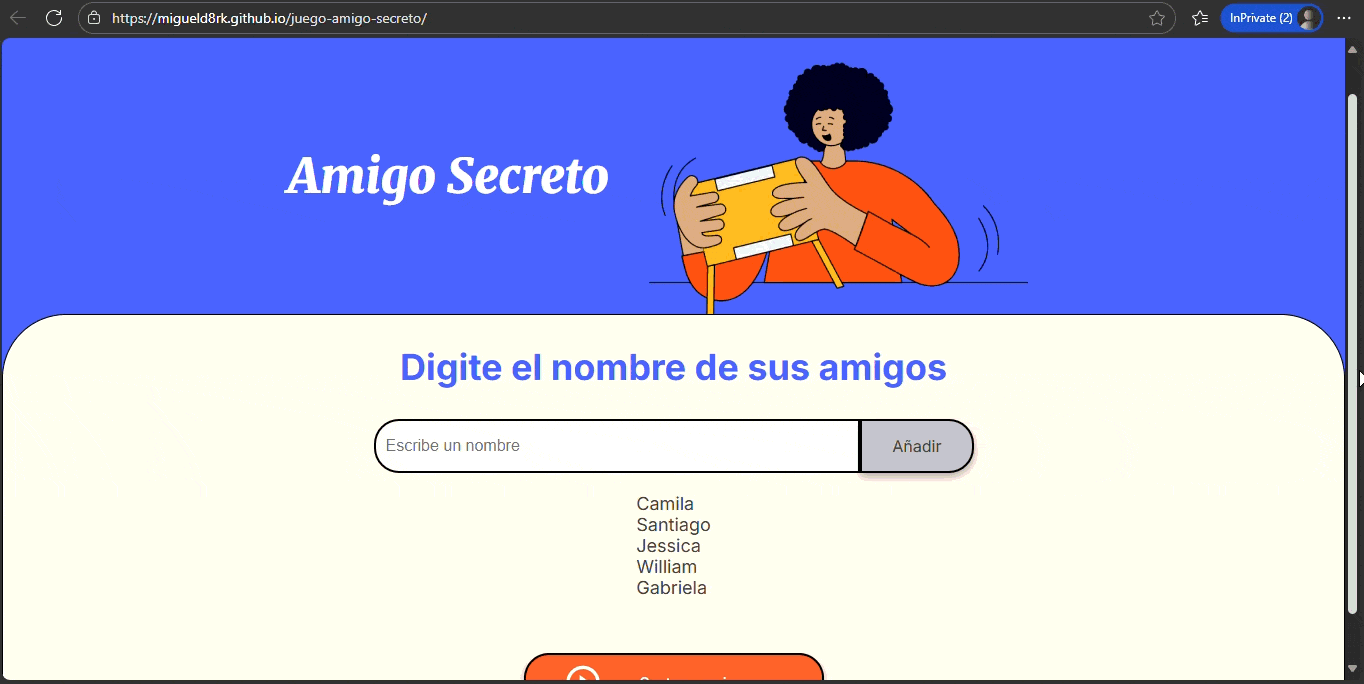 https://migueld8rk.github.io/juego-amigo-secreto/
InPrivate (2)
Amigo Secreto
Digite el nombre de sus amigos
Escribe un nombre
Añadir
Camila
Santiago
Jessica
William
Gabriela